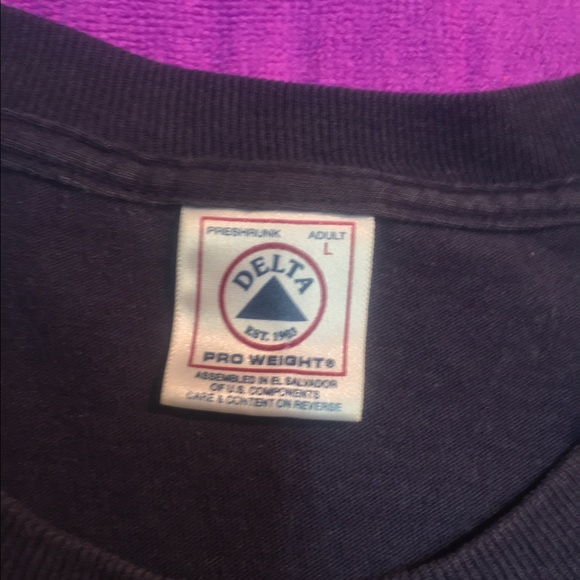 PRESHRUNK ADULT
L
DELTA
EST. 1903
PRO WEIGHT®
ASSEMBLED IN EL SALVADOR
OF U.S. COMPONENTS
CARE & CONTENT ON REVERSE